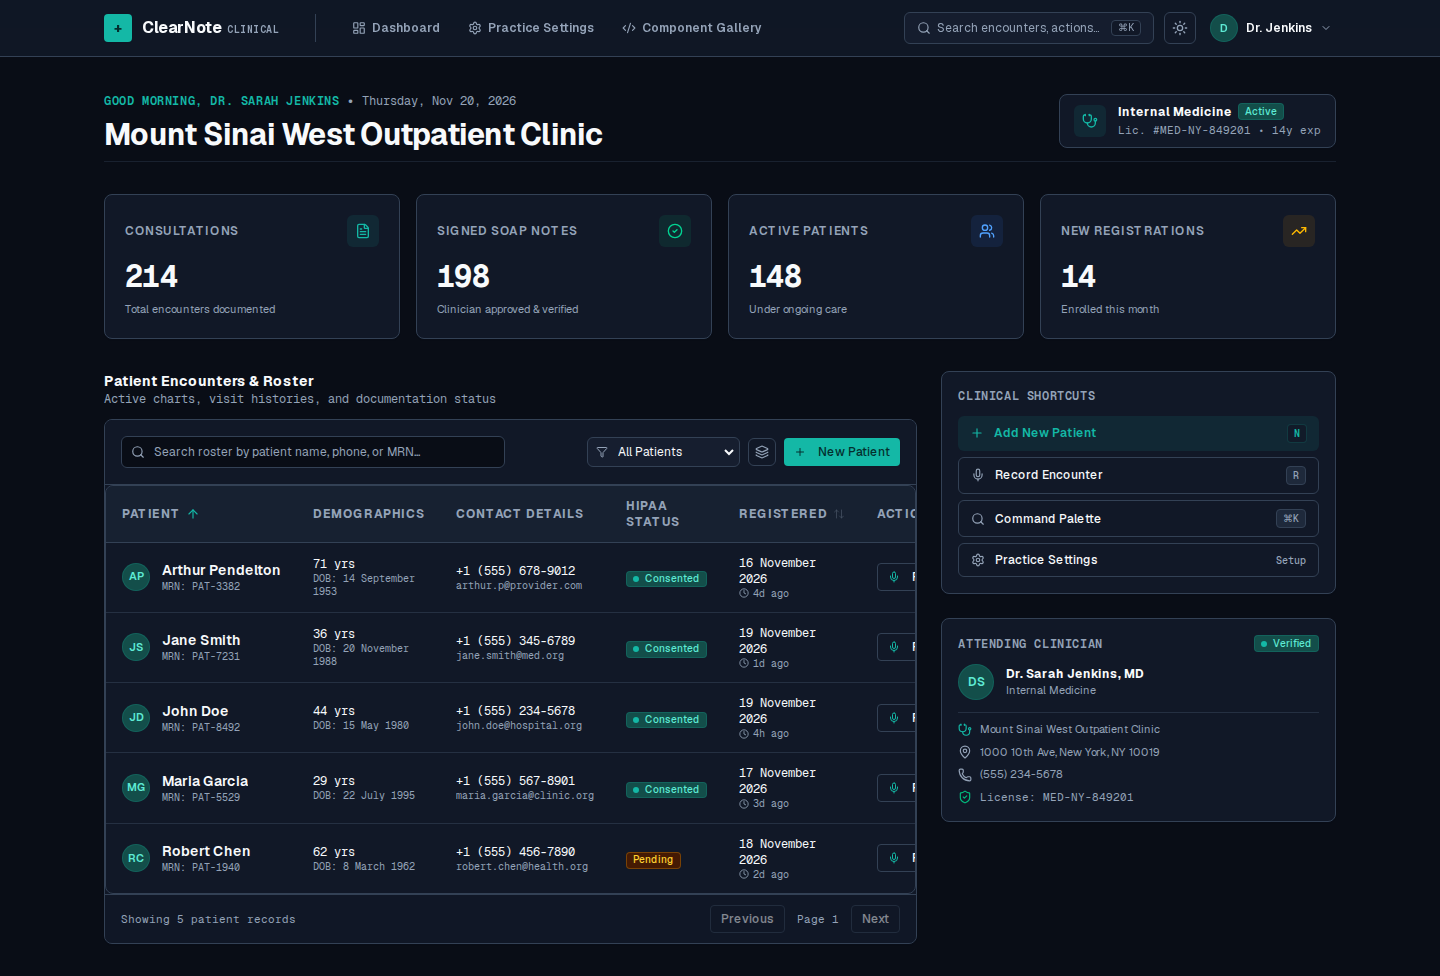 + ClearNote CLINICAL
Dashboard
Practice Settings
Component Gallery
Search encounters, actions... ⌘K
D Dr. Jenkins
GOOD MORNING, DR. SARAH JENKINS • Thursday, Nov 20, 2026
Mount Sinai West Outpatient Clinic
Internal Medicine Active
Lic. #MED-NY-849201 • 14y exp
CONSULTATIONS
214
Total encounters documented
SIGNED SOAP NOTES
198
Clinician approved & verified
ACTIVE PATIENTS
148
Under ongoing care
NEW REGISTRATIONS
14
Enrolled this month
Patient Encounters & Roster
Active charts, visit histories, and documentation status
Search roster by patient name, phone, or MRN...
All Patients
+ New Patient
PATIENT DEMOGRAPHICS CONTACT DETAILS HIPAA STATUS REGISTERED
AP Arthur Pendelton
MRN: PAT-3382
71 yrs
DOB: 14 September
1953
+1 (555) 678-9012
arthur.p@provider.com
Consented
16 November
2026
4d ago
JS Jane Smith
MRN: PAT-7231
36 yrs
DOB: 20 November
1988
+1 (555) 345-6789
jane.smith@med.org
Consented
19 November
2026
1d ago
JD John Doe
MRN: PAT-8492
44 yrs
DOB: 15 May 1980
+1 (555) 234-5678
john.doe@hospital.org
Consented
19 November
2026
4h ago
MG Maria Garcia
MRN: PAT-5529
29 yrs
DOB: 22 July 1995
+1 (555) 567-8901
maria.garcia@clinic.org
Consented
17 November
2026
3d ago
RC Robert Chen
MRN: PAT-1940
62 yrs
DOB: 8 March 1962
+1 (555) 456-7890
robert.chen@health.org
Pending
18 November
2026
2d ago
Showing 5 patient records
Previous Page 1 Next
CLINICAL SHORTCUTS
+ Add New Patient N
Record Encounter R
Command Palette ⌘K
Practice Settings Setup
ATTENDING CLINICIAN Verified
DS Dr. Sarah Jenkins, MD
Internal Medicine
Mount Sinai West Outpatient Clinic
1000 10th Ave, New York, NY 10019
(555) 234-5678
License: MED-NY-849201